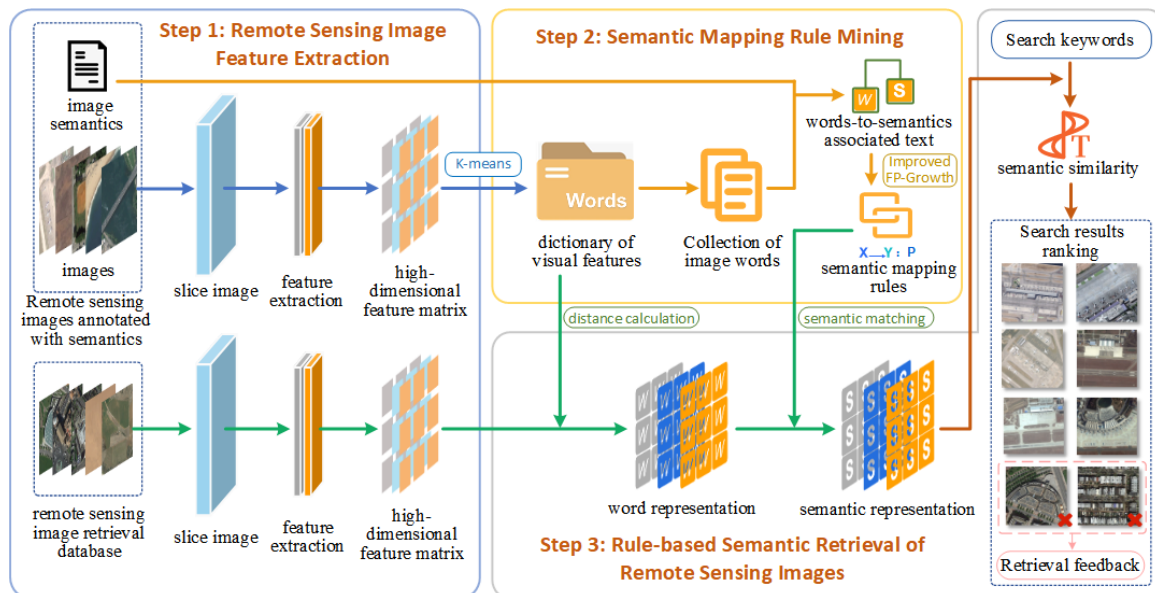 Step 1: Remote Sensing Image
Feature Extraction
image
semantics
images
Remote sensing
images annotated
with semantics
slice image
feature
extraction
high-
dimensional
feature matrix
K-means
remote sensing
image retrieval
database
slice image
feature
extraction
high-
dimensional
feature matrix
Step 2: Semantic Mapping Rule Mining
Words
dictionary of
visual features
Collection of
image words
W
S
words-to-semantics
associated text
Improved
FP-Growth
X→Y: P
semantic mapping
rules
distance calculation
semantic matching
W W W W W
W W W W W
W W W W W
word representation
S S S S S
S S S S S
S S S S S
semantic representation
Step 3: Rule-based Semantic Retrieval of
Remote Sensing Images
Search keywords
T
semantic similarity
Search results
ranking
Retrieval feedback